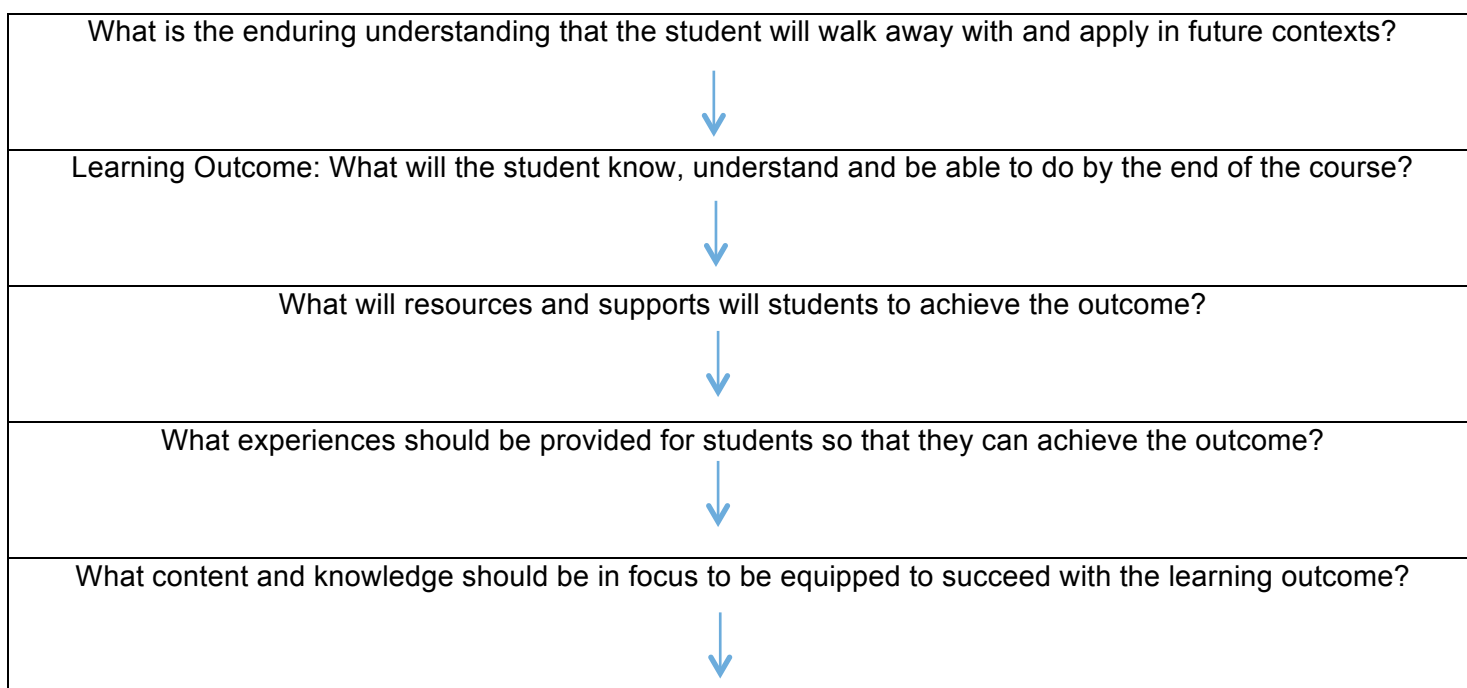 What is the enduring understanding that the student will walk away with and apply in future contexts?
Learning Outcome: What will the student know, understand and be able to do by the end of the course?
What will resources and supports will students to achieve the outcome?
What experiences should be provided for students so that they can achieve the outcome?
What content and knowledge should be in focus to be equipped to succeed with the learning outcome?